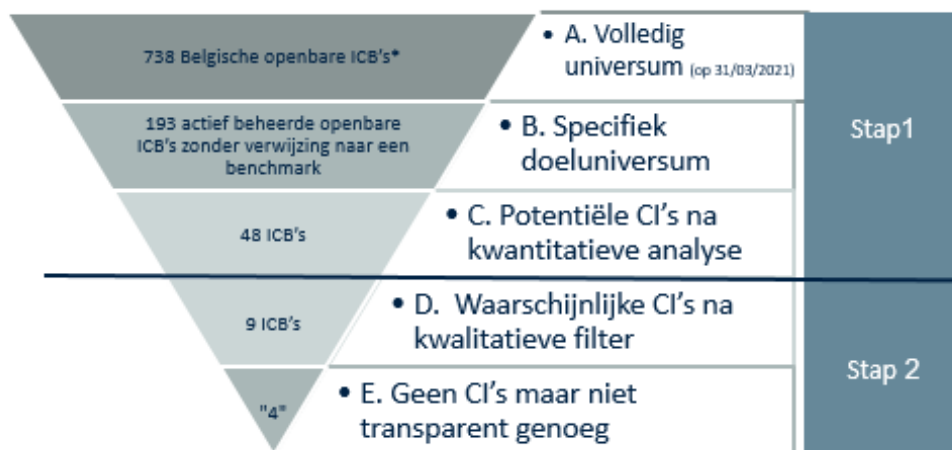 738 Belgische openbare ICB's*
• A. Volledig
universum (op 31/03/2021)
193 actief beheerde openbare
ICB's zonder verwijzing naar een
benchmark
• B. Specifiek
doeluniversum
Stap1
48 ICB's
• C. Potentiële CI's na
kwantitatieve analyse
9 ICB's
• D. Waarschijnlijke CI's na
kwalitatieve filter
Stap 2
"4"
• E. Geen CI's maar niet
transparant genoeg